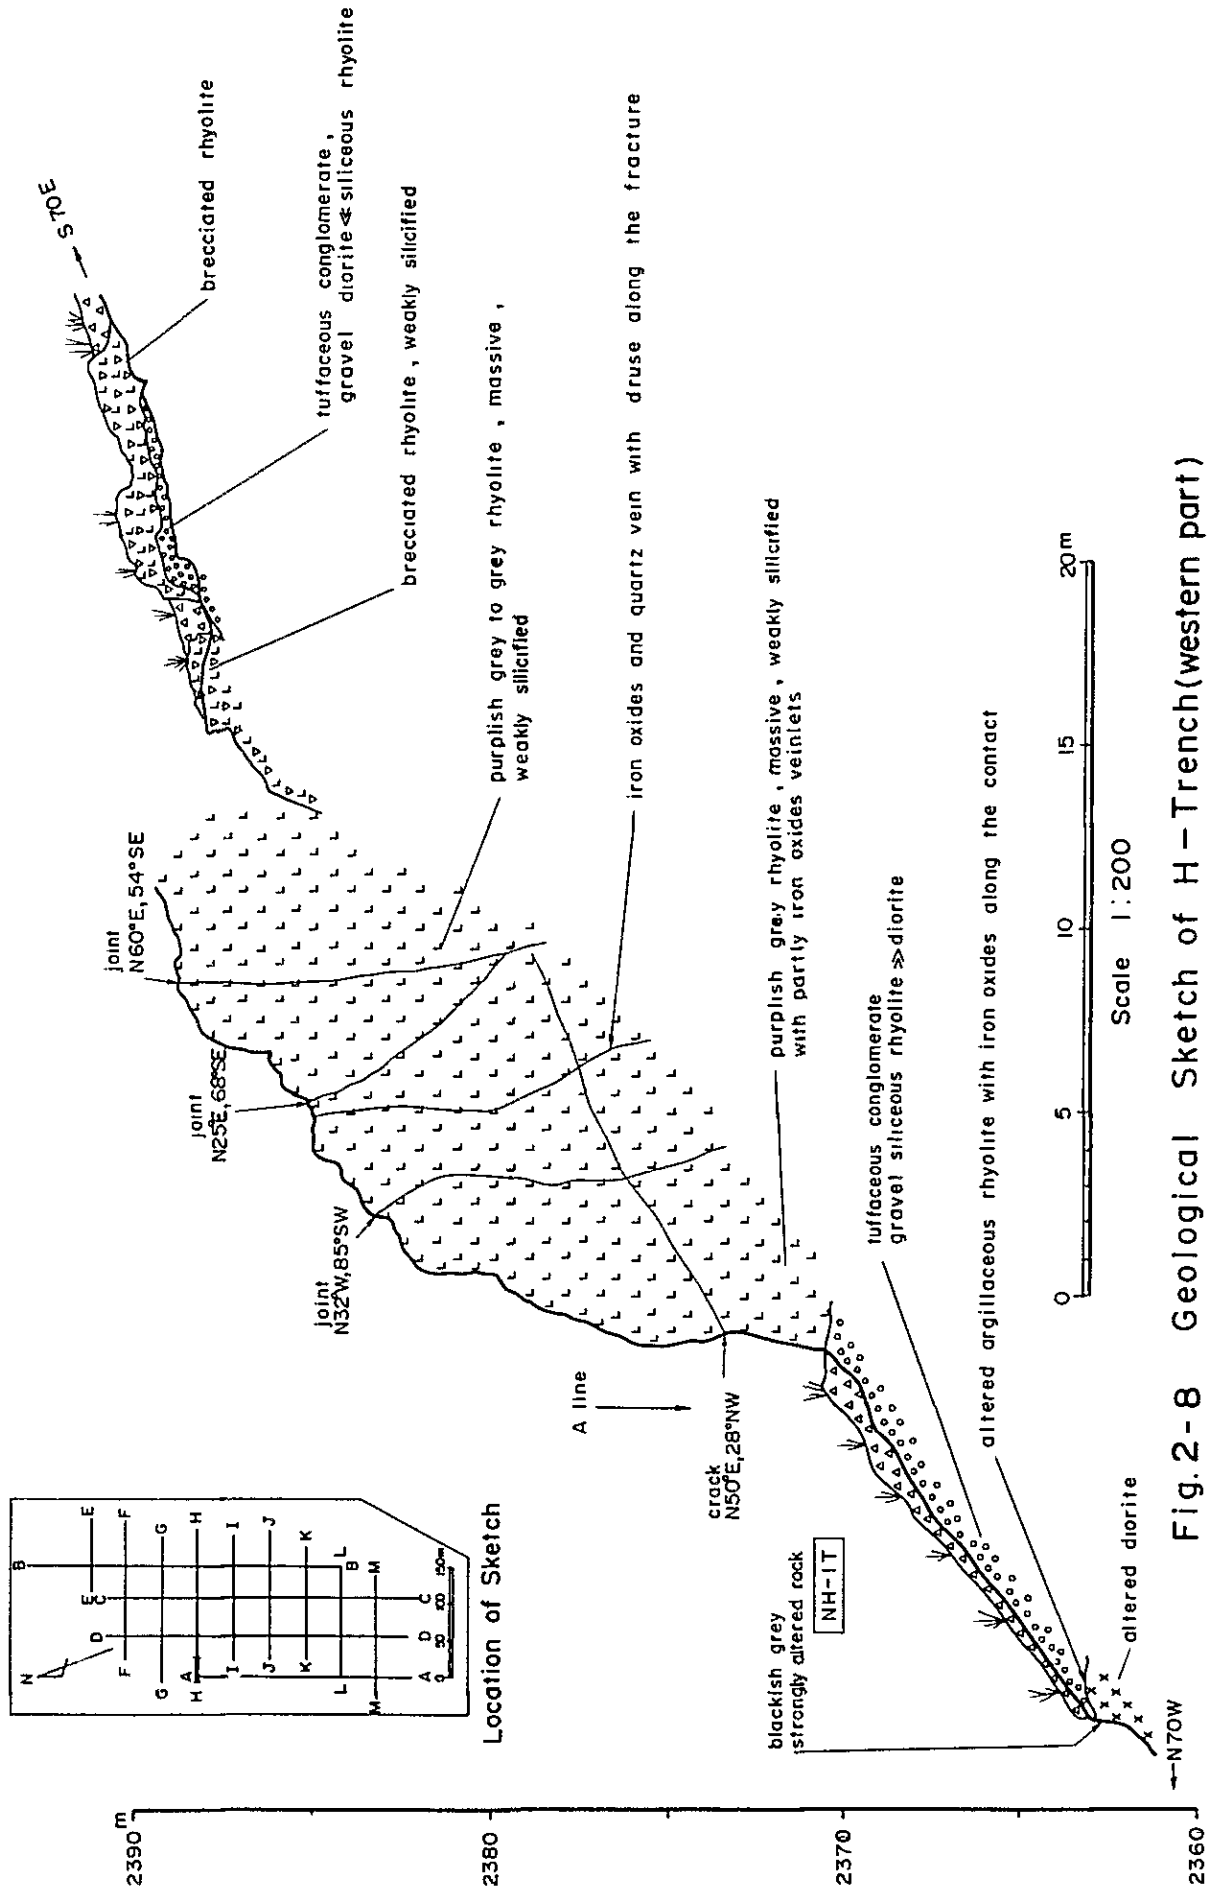 2390 m
2380
2370
2360
N
B
E
E
F
F
G
G
H
H
A
I
I
J
J
K
K
L
L
B
M
M
C
C
D
D
A
0
50
100
150m
Location of Sketch
A line
joint
N60°E,54°SE
joint
N25°E,68°SE
joint
N32°W,85°SW
crack
N50°E,28°NW
S70E
brecciated rhyolite
tuffaceous conglomerate,
gravel diorite≪siliceous rhyolite
brecciated rhyolite, weakly silicified
purplish grey to grey rhyolite, massive,
weakly silicified
iron oxides and quartz vein with druse along the fracture
purplish grey rhyolite, massive, weakly silicified
with partly iron oxides veinlets
tuffaceous conglomerate
gravel siliceous rhyolite≫diorite
altered argillaceous rhyolite with iron oxides along the contact
altered diorite
blackish grey
strongly altered rock
NH-1T
N70W
0
5
10
15
20m
Scale 1:200
Fig.2-8 Geological Sketch of H-Trench(western part)